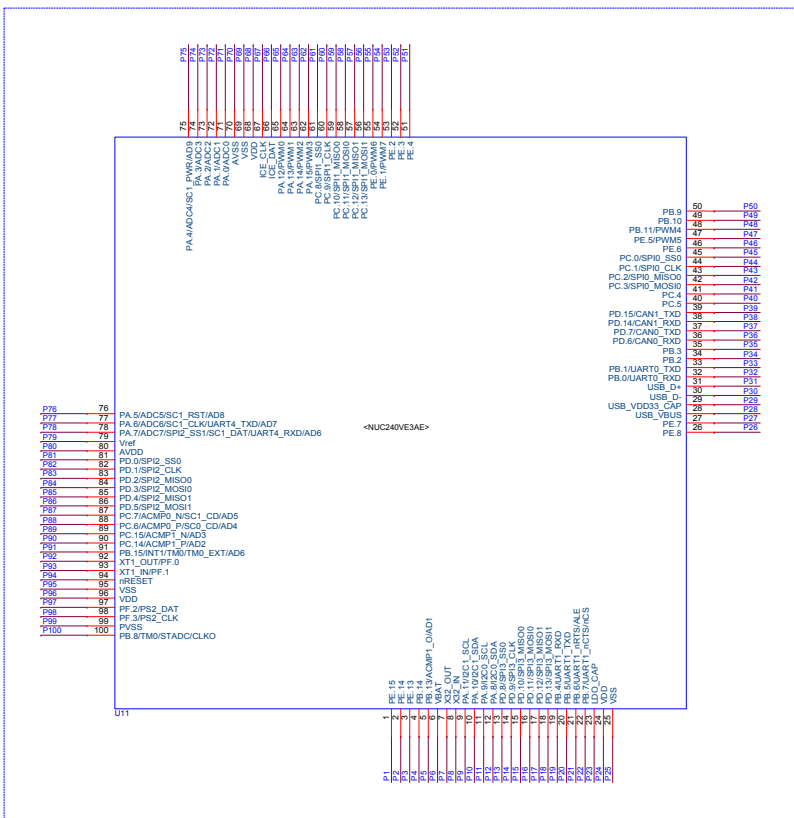 P75 P74 P73 P72 P71 P70 P69 P68 P67 P66 P65 P64 P63 P62 P61 P60 P59 P58 P57 P56 P55 P54 P53 P52 P51
75 74 73 72 71 70 69 68 67 66 65 64 63 62 61 60 59 58 57 56 55 54 53 52 51
PA.4/ADC4/SC1_PWR/AD9
PA.3/ADC3
PA.2/ADC2
PA.1/ADC1
PA.0/ADC0
AVSS
VSS
VDD
ICE_CLK
ICE_DAT
PA.12/PWM0
PA.13/PWM1
PA.14/PWM2
PA.15/PWM3
PC.8/SPI1_SS0
PC.9/SPI1_CLK
PC.10/SPI1_MISO0
PC.11/SPI1_MOSI0
PC.12/SPI1_MISO1
PC.13/SPI1_MOSI1
PE.0/PWM6
PE.1/PWM7
PE.2
PE.3
PE.4
PB.9 50 P50
PB.10 49 P49
PB.11/PWM4 48 P48
PE.5/PWM5 47 P47
PE.6 46 P46
PC.0/SPI0_SS0 45 P45
PC.1/SPI0_CLK 44 P44
PC.2/SPI0_MISO0 43 P43
PC.3/SPI0_MOSI0 42 P42
PC.4 41 P41
PC.5 40 P40
PD.15/CAN1_TXD 39 P39
PD.14/CAN1_RXD 38 P38
PD.7/CAN0_TXD 37 P37
PD.6/CAN0_RXD 36 P36
PB.3 35 P35
PB.2 34 P34
PB.1/UART0_TXD 33 P33
PB.0/UART0_RXD 32 P32
USB_D+ 31 P31
USB_D- 30 P30
USB_VDD33_CAP 29 P29
USB_VBUS 28 P28
PE.7 27 P27
PE.8 26 P26
<NUC240VE3AE>
P76 76 PA.5/ADC5/SC1_RST/AD8
P77 77 PA.6/ADC6/SC1_CLK/UART4_TXD/AD7
P78 78 PA.7/ADC7/SPI2_SS1/SC1_DAT/UART4_RXD/AD6
P79 79 Vref
P80 80 AVDD
P81 81 PD.0/SPI2_SS0
P82 82 PD.1/SPI2_CLK
P83 83 PD.2/SPI2_MISO0
P84 84 PD.3/SPI2_MOSI0
P85 85 PD.4/SPI2_MISO1
P86 86 PD.5/SPI2_MOSI1
P87 87 PC.7/ACMP0_N/SC1_CD/AD5
P88 88 PC.6/ACMP0_P/SC0_CD/AD4
P89 89 PC.15/ACMP1_N/AD3
P90 90 PC.14/ACMP1_P/AD2
P91 91 PB.15/INT1/TM0/TM0_EXT/AD6
P92 92 XT1_OUT/PF.0
P93 93 XT1_IN/PF.1
P94 94 nRESET
P95 95 VSS
P96 96 VDD
P97 97 PF.2/PS2_DAT
P98 98 PF.3/PS2_CLK
P99 99 PVSS
P100 100 PB.8/TM0/STADC/CLKO
U11
PE.15
PE.14
PE.13
PB.14
PB.13/ACMP1_O/AD1
VBAT
X32_OUT
X32_IN
PA.11/I2C1_SCL
PA.10/I2C1_SDA
PA.9/I2C0_SCL
PA.8/I2C0_SDA
PD.8/SPI3_SS0
PD.9/SPI3_CLK
PD.10/SPI3_MISO0
PD.11/SPI3_MOSI0
PD.12/SPI3_MISO1
PD.13/SPI3_MOSI1
PB.4/UART1_RXD
PB.5/UART1_TXD
PB.6/UART1_nRTS/ALE
PB.7/UART1_nCTS/nCS
LDO_CAP
VDD
VSS
1 2 3 4 5 6 7 8 9 10 11 12 13 14 15 16 17 18 19 20 21 22 23 24 25
P1 P2 P3 P4 P5 P6 P7 P8 P9 P10 P11 P12 P13 P14 P15 P16 P17 P18 P19 P20 P21 P22 P23 P24 P25